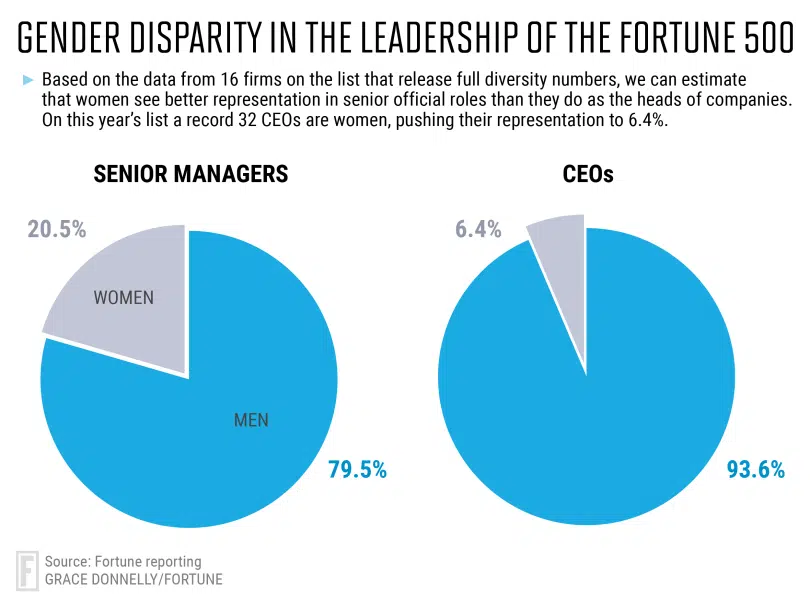 GENDER DISPARITY IN THE LEADERSHIP OF THE FORTUNE 500
Based on the data from 16 firms on the list that release full diversity numbers, we can estimate
that women see better representation in senior official roles than they do as the heads of companies.
On this year's list a record 32 CEOs are women, pushing their representation to 6.4%.
SENIOR MANAGERS
20.5%
WOMEN
MEN
79.5%
CEOs
6.4%
93.6%
F
Source: Fortune reporting
GRACE DONNELLY/FORTUNE